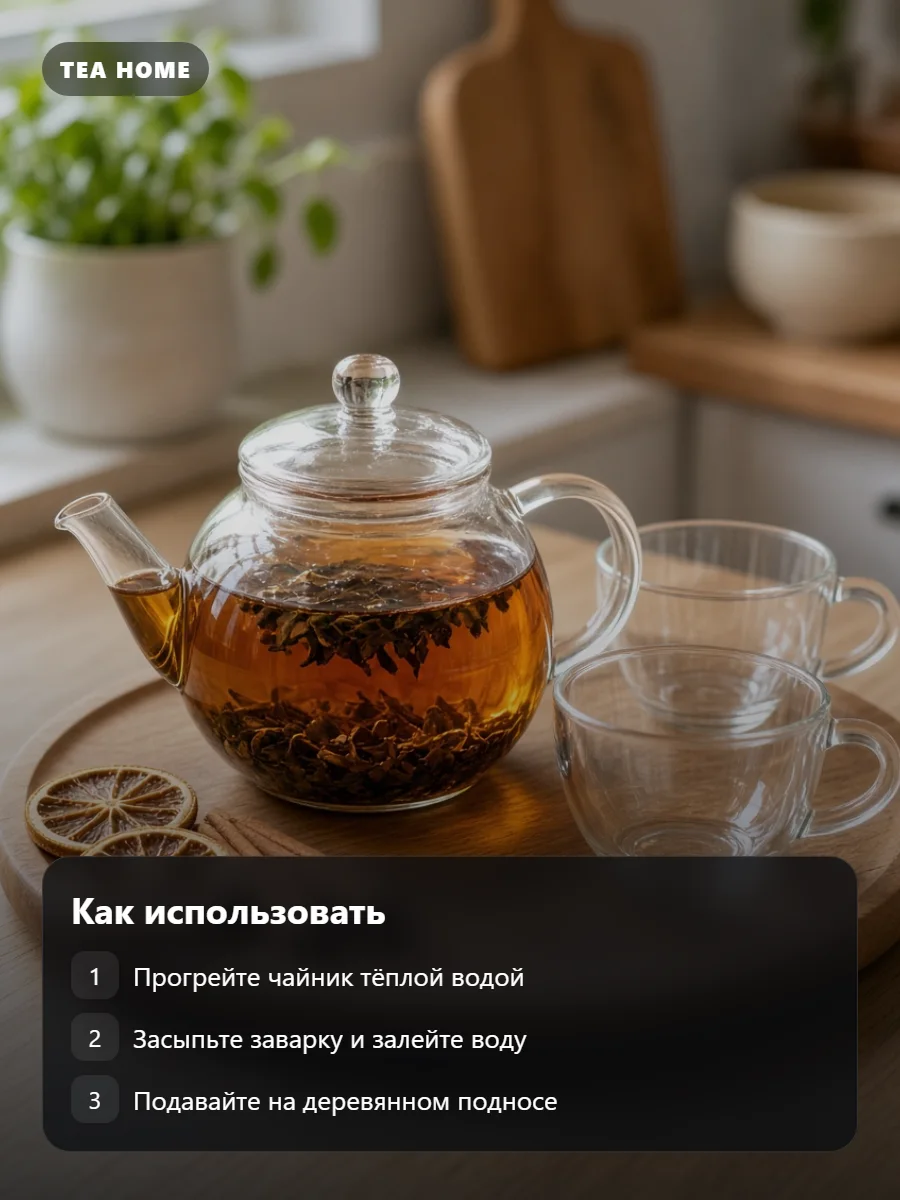 TEA HOME
Как использовать
1 Прогрейте чайник тёплой водой
2 Засыпьте заварку и залейте воду
3 Подавайте на деревянном подносе